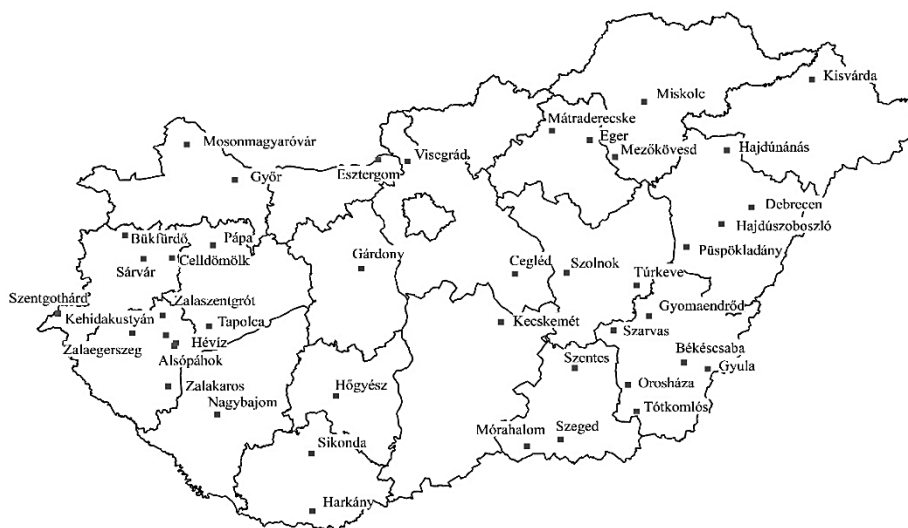 Kisvárda
Miskolc
Mátraderecske
Eger
Mezőkövesd
Hajdúnánás
Mosonmagyaróvár
Visegrád
Esztergom
Győr
Debrecen
Hajdúszoboszló
Bükfürdő
Pápa
Püspökladány
Sárvár
Celldömölk
Gárdony
Cegléd
Szolnok
Túrkeve
Szentgothárd
Zalaszentgrót
Gyomaendrőd
Kehidakustyán
Tapolca
Kecskemét
Szarvas
Zalaegerszeg
Hévíz
Alsópáhok
Szentes
Békéscsaba
Gyula
Zalakaros
Hőgyész
Orosháza
Nagybajom
Tótkomlós
Sikonda
Mórahalom
Szeged
Harkány